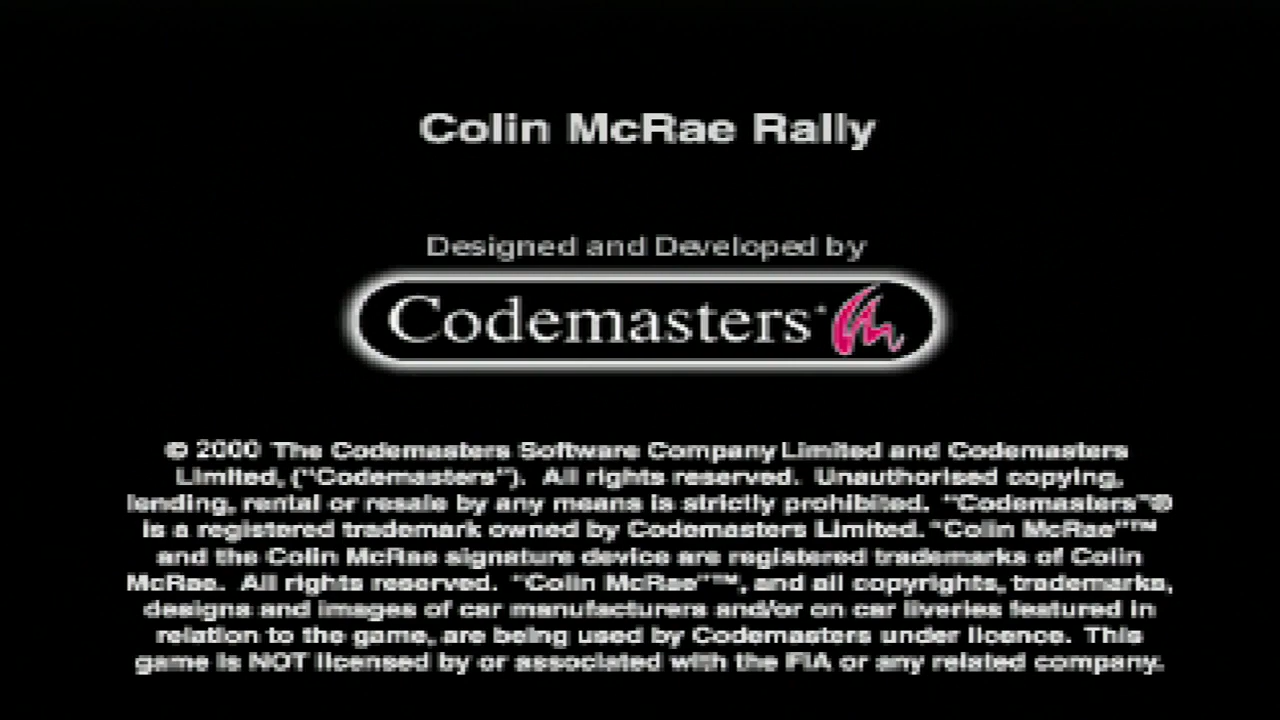 Colin McRae Rally
Designed and Developed by
Codemasters
© 2000 The Codemasters Software Company Limited and Codemasters
Limited, ("Codemasters"). All rights reserved. Unauthorised copying,
lending, rental or resale by any means is strictly prohibited. "Codemasters"®
is a registered trademark owned by Codemasters Limited. "Colin McRae"™
and the Colin McRae signature device are registered trademarks of Colin
McRae. All rights reserved. "Colin McRae"™, and all copyrights, trademarks,
designs and images of car manufacturers and/or on car liveries featured in
relation to the game, are being used by Codemasters under licence. This
game is NOT licensed by or associated with the FIA or any related company.